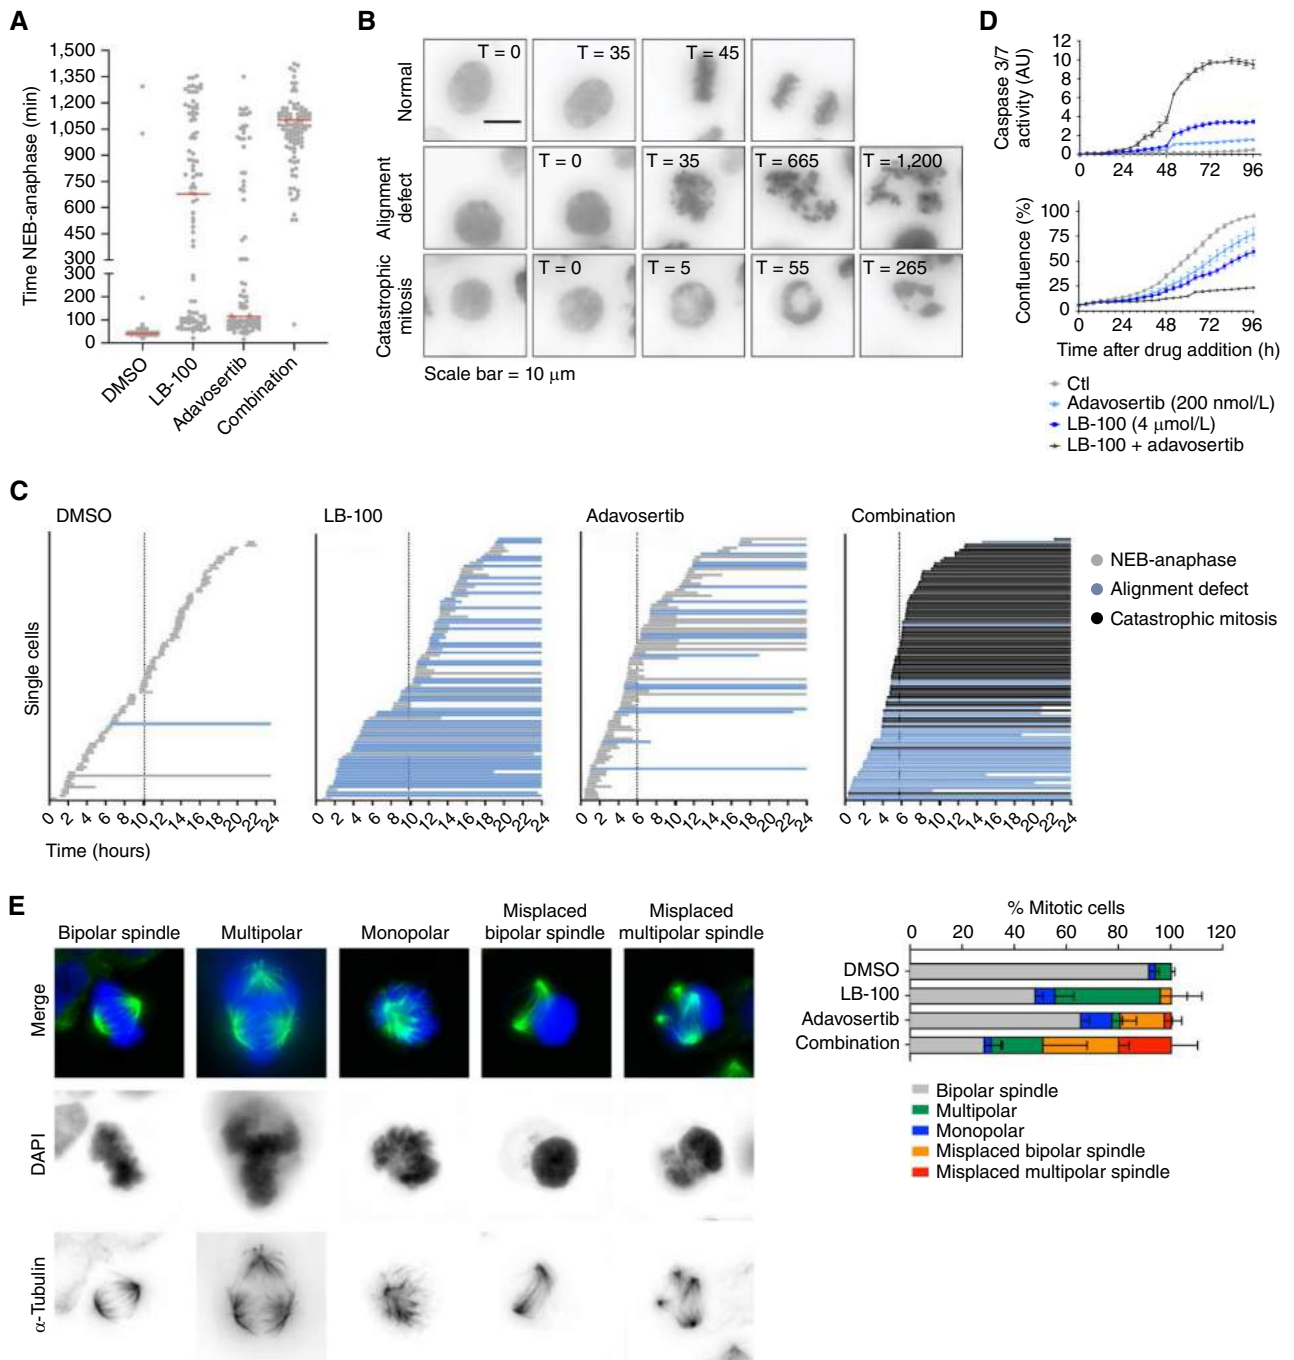 A
Time NEB-anaphase (min)
1,500
1,350
1,200
1,050
900
750
600
450
300
300
200
100
0
DMSO
LB-100
Adavosertib
Combination
B
Normal
T = 0
T = 35
T = 45
Alignment
defect
T = 0
T = 35
T = 665
T = 1,200
Catastrophic
mitosis
T = 0
T = 5
T = 55
T = 265
Scale bar = 10 μm
D
Caspase 3/7
activity (AU)
12
10
8
6
4
2
0
0 24 48 72 96
Confluence (%)
100
75
50
25
0
0 24 48 72 96
Time after drug addition (h)
Ctl
Adavosertib (200 nmol/L)
LB-100 (4 μmol/L)
LB-100 + adavosertib
C
Single cells
DMSO
LB-100
Adavosertib
Combination
0 2 4 6 8 10 12 14 16 18 20 22 24
0 2 4 6 8 10 12 14 16 18 20 22 24
0 2 4 6 8 10 12 14 16 18 20 22 24
0 2 4 6 8 10 12 14 16 18 20 22 24
Time (hours)
NEB-anaphase
Alignment defect
Catastrophic mitosis
E
Bipolar spindle
Multipolar
Monopolar
Misplaced
bipolar spindle
Misplaced
multipolar spindle
Merge
DAPI
α-Tubulin
% Mitotic cells
0 20 40 60 80 100 120
DMSO
LB-100
Adavosertib
Combination
Bipolar spindle
Multipolar
Monopolar
Misplaced bipolar spindle
Misplaced multipolar spindle